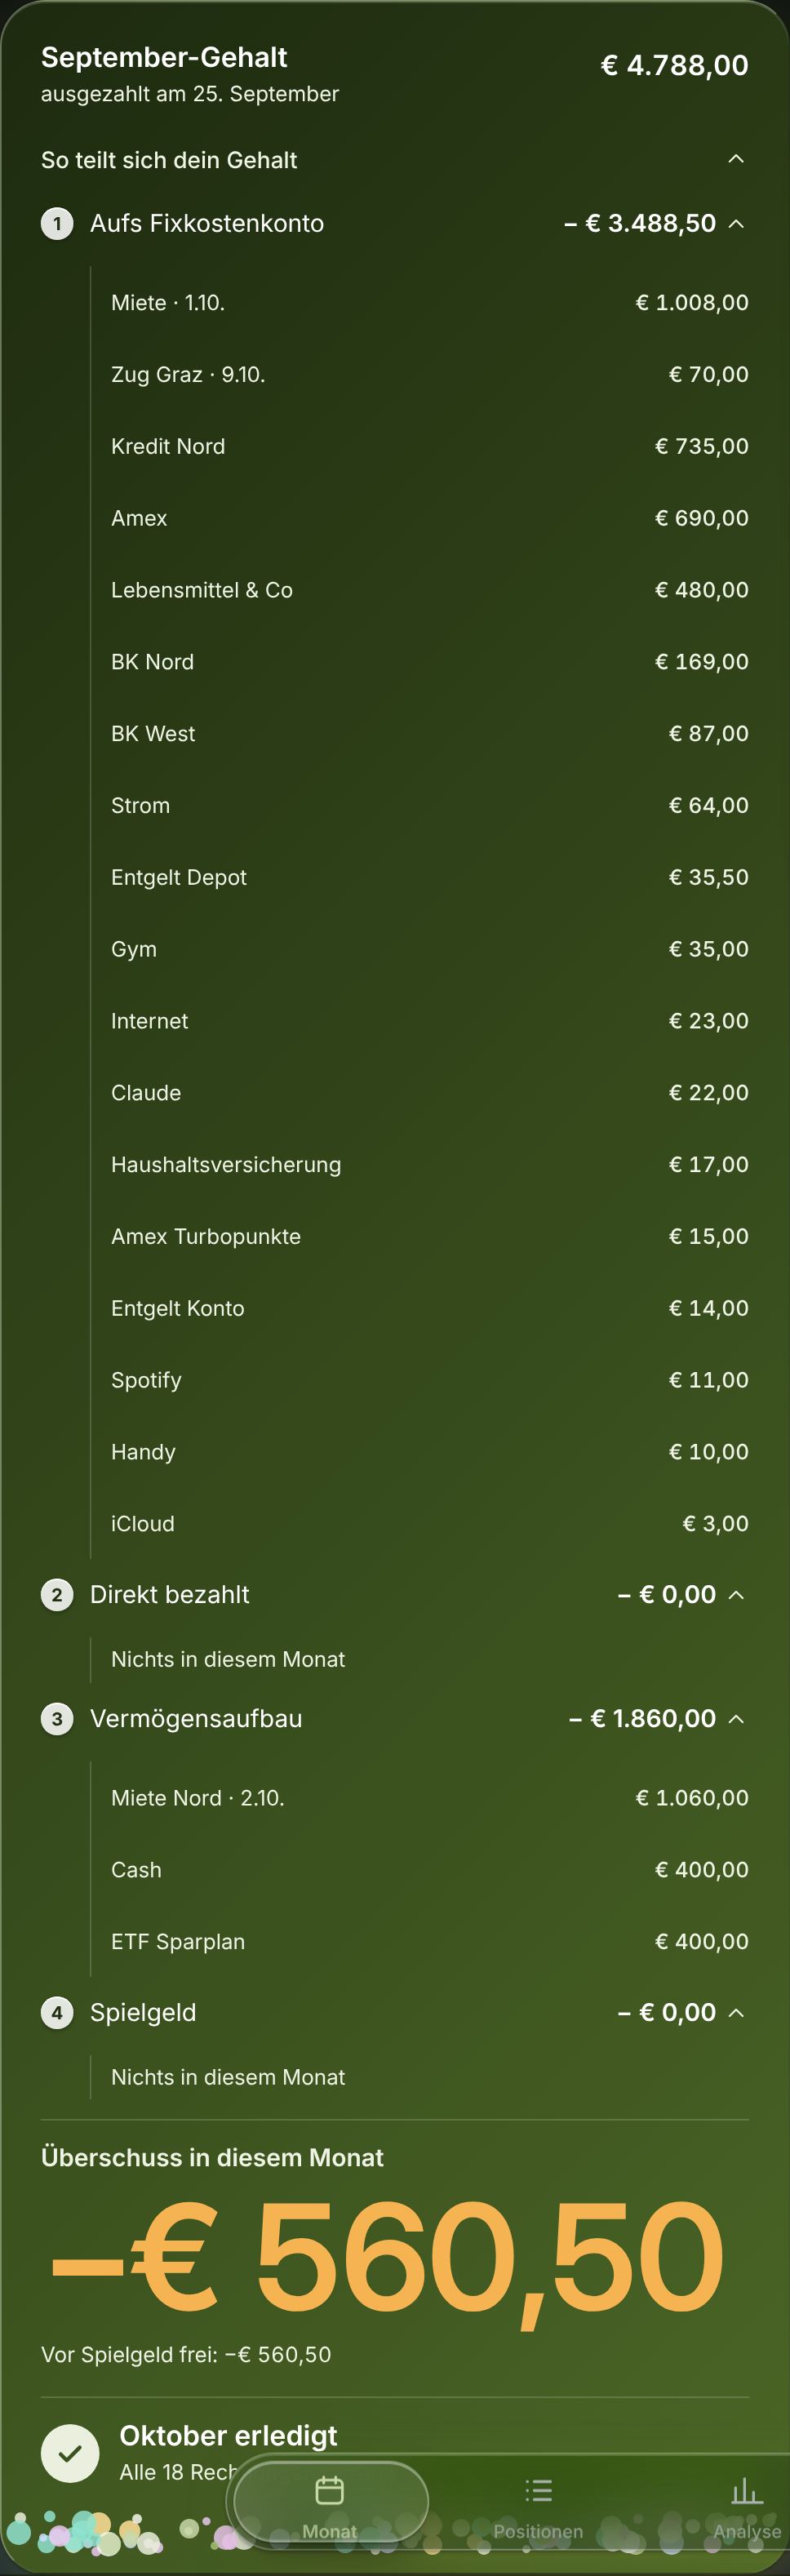 September-Gehalt
€ 4.788,00
ausgezahlt am 25. September
So teilt sich dein Gehalt
1 Aufs Fixkostenkonto – € 3.488,50
Miete · 1.10. € 1.008,00
Zug Graz · 9.10. € 70,00
Kredit Nord € 735,00
Amex € 690,00
Lebensmittel & Co € 480,00
BK Nord € 169,00
BK West € 87,00
Strom € 64,00
Entgelt Depot € 35,50
Gym € 35,00
Internet € 23,00
Claude € 22,00
Haushaltsversicherung € 17,00
Amex Turbopunkte € 15,00
Entgelt Konto € 14,00
Spotify € 11,00
Handy € 10,00
iCloud € 3,00
2 Direkt bezahlt – € 0,00
Nichts in diesem Monat
3 Vermögensaufbau – € 1.860,00
Miete Nord · 2.10. € 1.060,00
Cash € 400,00
ETF Sparplan € 400,00
4 Spielgeld – € 0,00
Nichts in diesem Monat
Überschuss in diesem Monat
–€ 560,50
Vor Spielgeld frei: –€ 560,50
Oktober erledigt
Alle 18 Rech
Monat Positionen Analyse